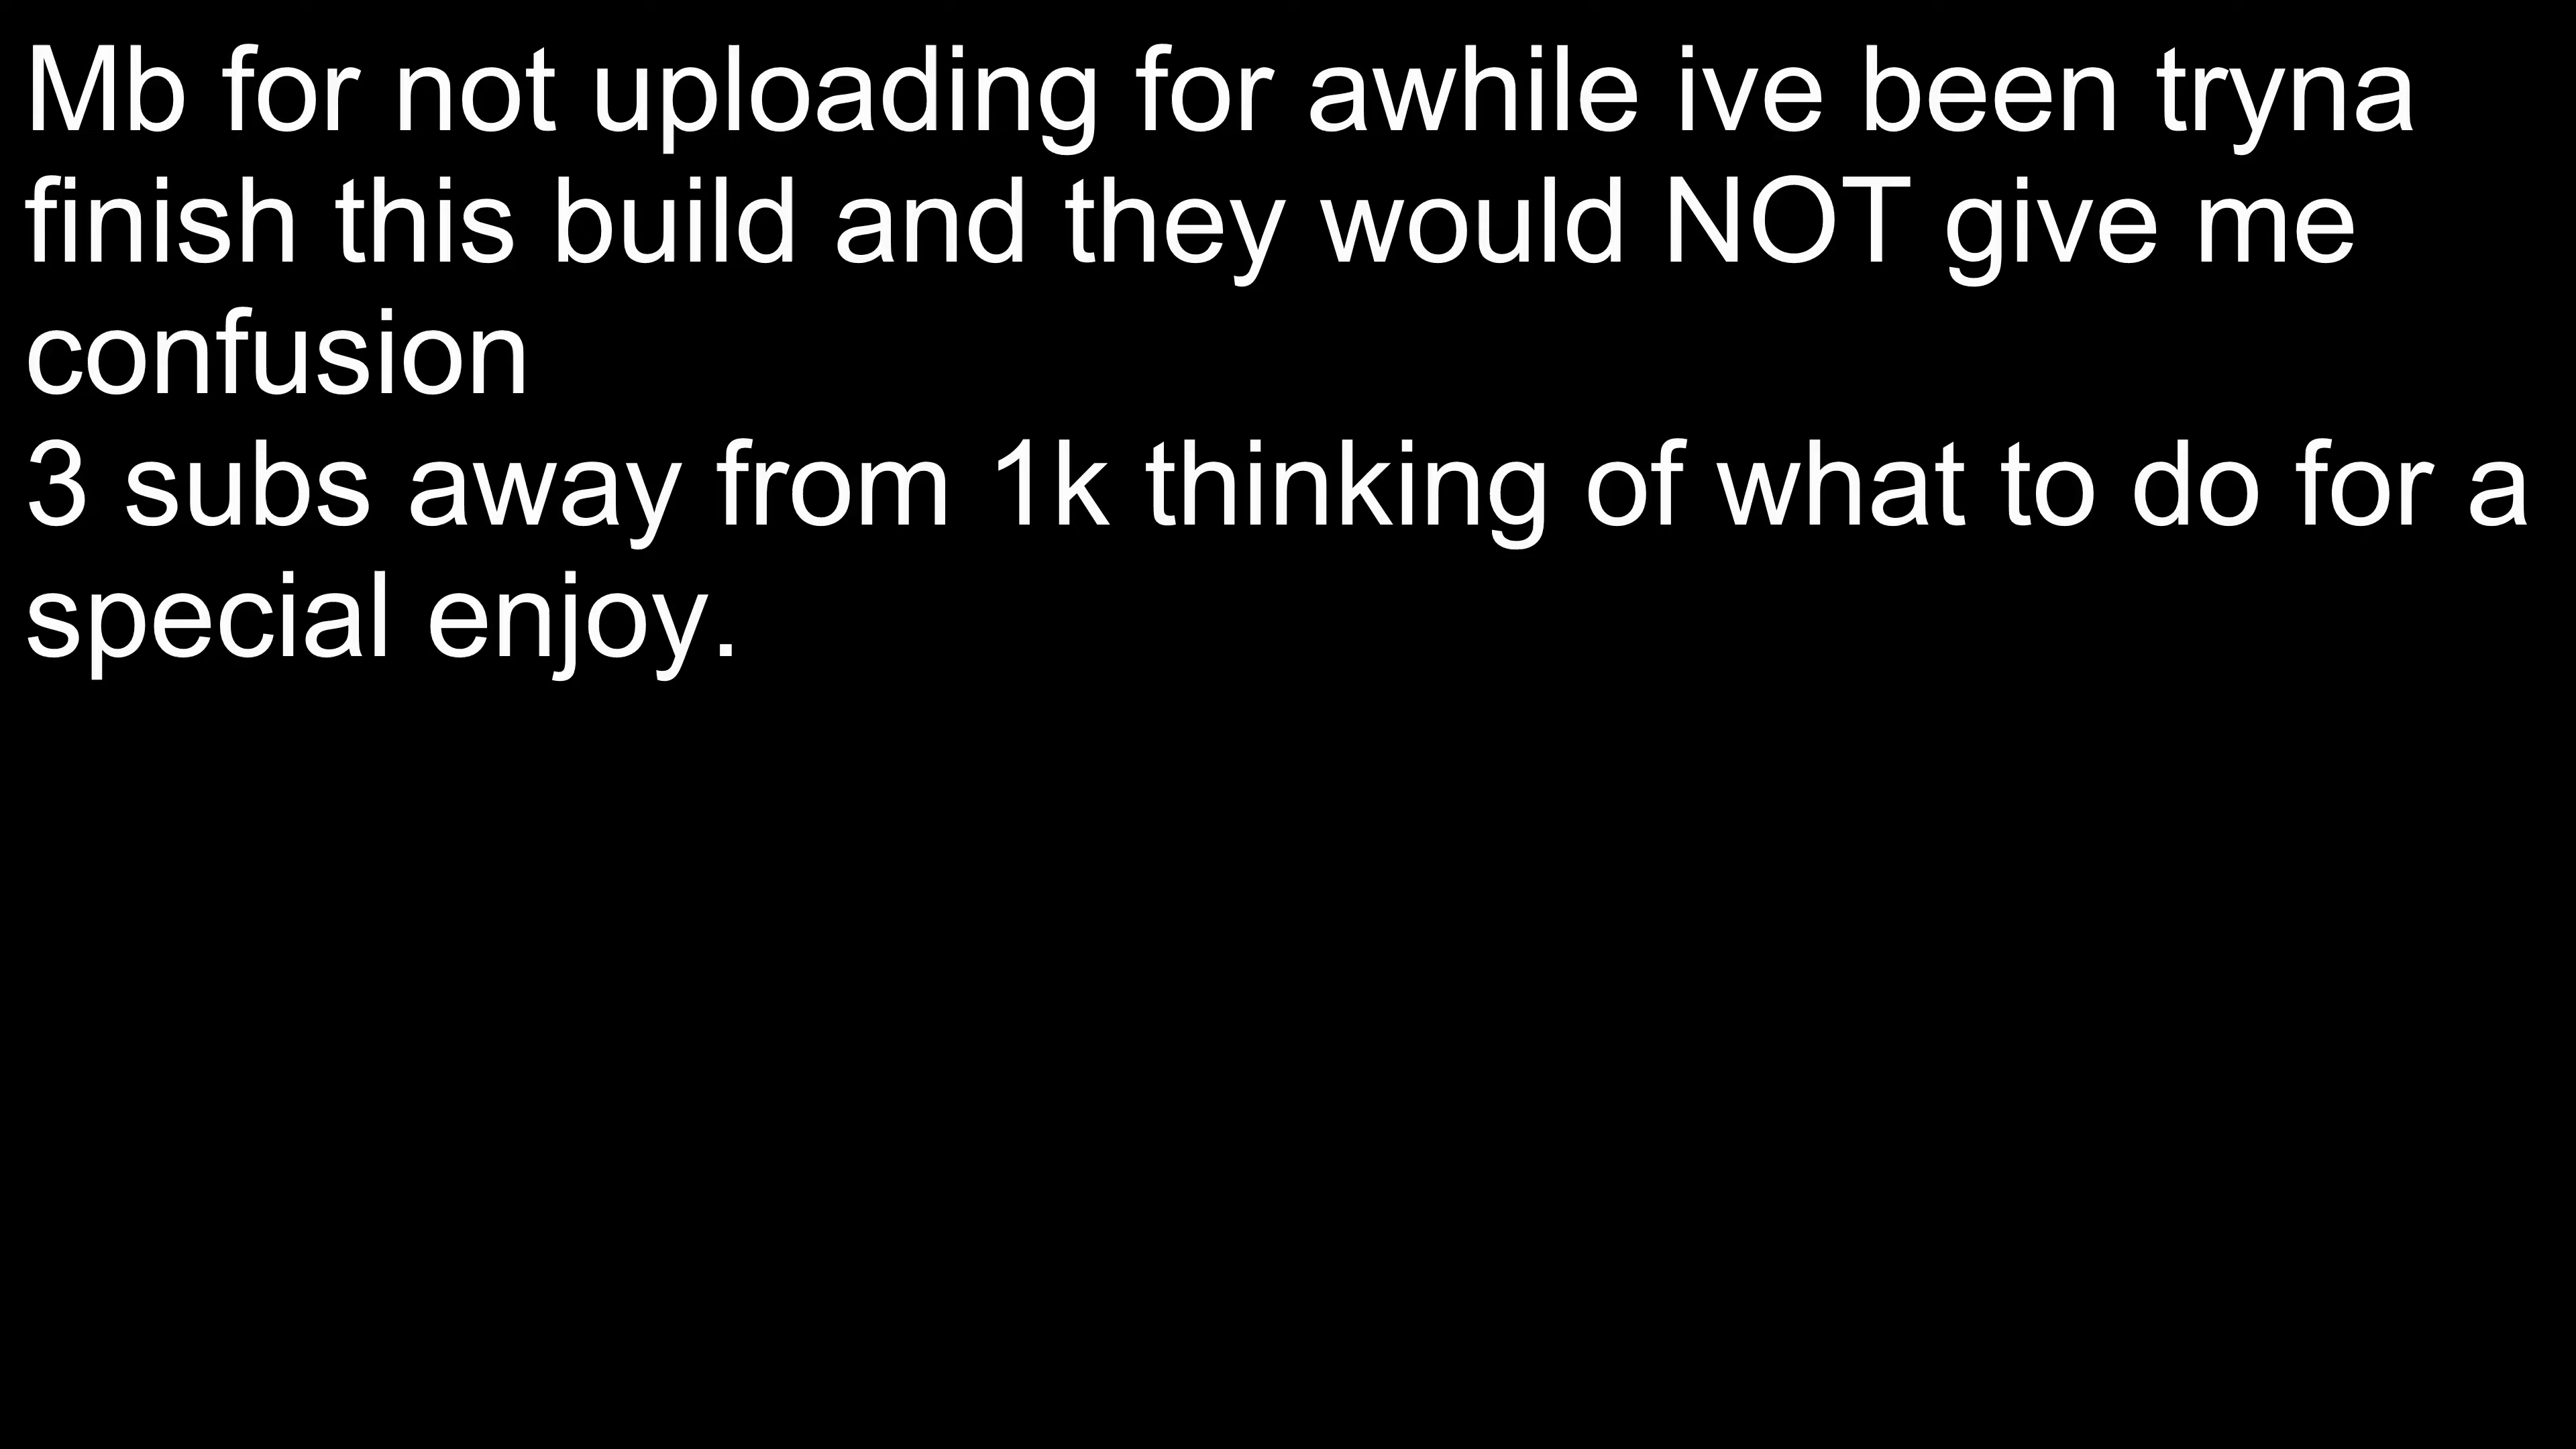 Mb for not uploading for awhile ive been tryna
finish this build and they would NOT give me
confusion
3 subs away from 1k thinking of what to do for a
special enjoy.